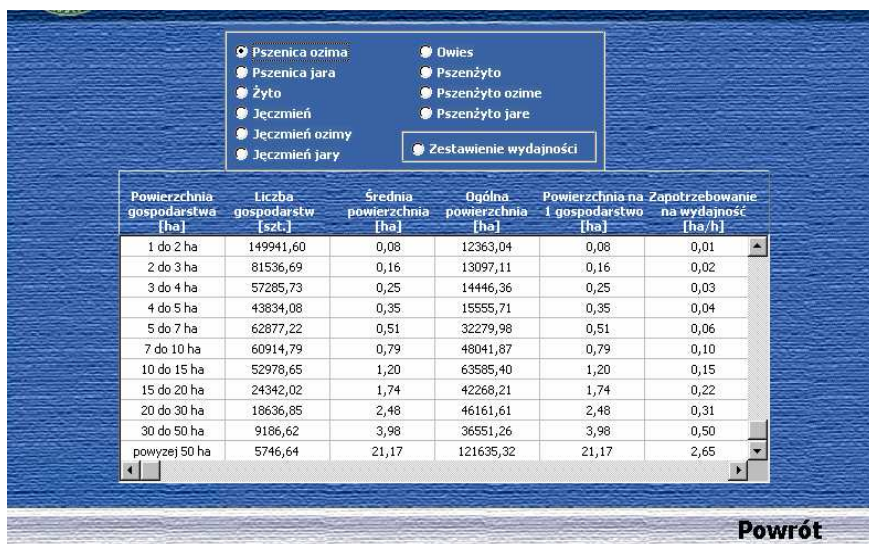 Pszenica ozima
Pszenica jara
Żyto
Jęczmień
Jęczmień ozimy
Jęczmień jary
Owies
Pszenżyto
Pszenżyto ozime
Pszenżyto jare
Zestawienie wydajności
Powierzchnia gospodarstwa [ha] Liczba gospodarstw [szt.] Średnia powierzchnia [ha] Ogólna powierzchnia [ha] Powierzchnia na 1 gospodarstwo [ha] Zapotrzebowanie na wydajność [ha/h]
1 do 2 ha 149941,60 0,08 12363,04 0,08 0,01
2 do 3 ha 81536,69 0,16 13097,11 0,16 0,02
3 do 4 ha 57285,73 0,25 14446,36 0,25 0,03
4 do 5 ha 43834,08 0,35 15555,71 0,35 0,04
5 do 7 ha 62877,22 0,51 32279,98 0,51 0,06
7 do 10 ha 60914,79 0,79 48041,87 0,79 0,10
10 do 15 ha 52978,65 1,20 63585,40 1,20 0,15
15 do 20 ha 24342,02 1,74 42268,21 1,74 0,22
20 do 30 ha 18636,85 2,48 46161,61 2,48 0,31
30 do 50 ha 9186,62 3,98 36551,26 3,98 0,50
powyzej 50 ha 5746,64 21,17 121635,32 21,17 2,65
Powrót